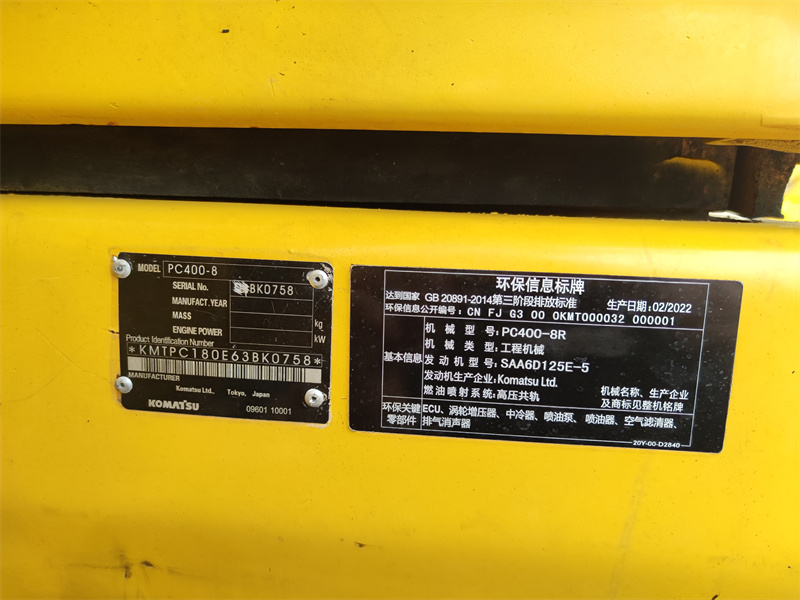 MODEL PC400-8
SERIAL No. BK0758
MANUFACT.YEAR
MASS kg
ENGINE POWER kW
Product Identification Number
*KMTPC180E63BK0758*
MANUFACTURER
Komatsu Ltd., Tokyo, Japan
KOMATSU 09601 10001
环保信息标牌
达到国家 GB 20891-2014第三阶段排放标准 生产日期:02/2022
环保信息公开编号: CN FJ G3 00 0KMT000032 000001
基本信息
机械型号:PC400-8R
机械类型:工程机械
发动机型号:SAA6D125E-5
发动机生产企业:Komatsu Ltd.
燃油喷射系统:高压共轨
机械名称、生产企业
及商标见整机铭牌
环保关键
零部件
ECU、涡轮增压器、中冷器、喷油泵、喷油器、空气滤清器、
排气消声器
20Y-00-D2840